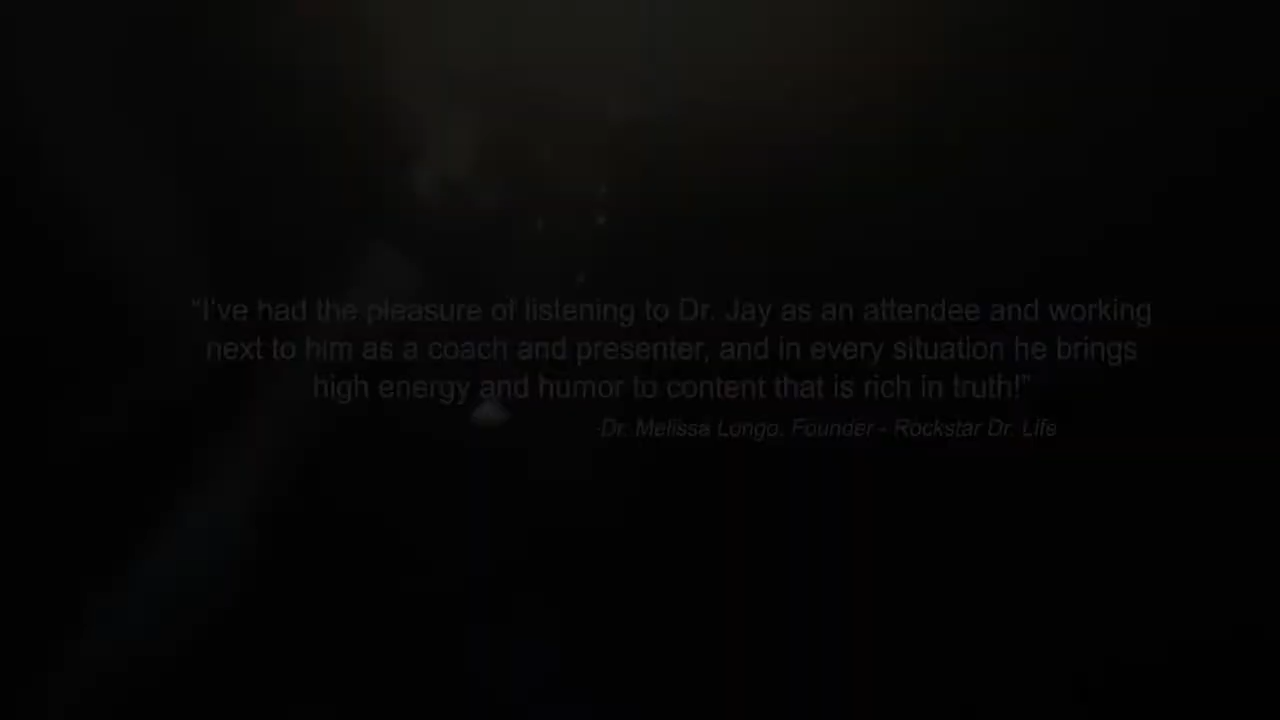 “I’ve had the pleasure of listening to Dr. Jay as an attendee and working
next to him as a coach and presenter, and in every situation he brings
high energy and humor to content that is rich in truth!”
-Dr. Melissa Longo, Founder - Rockstar Dr. Life